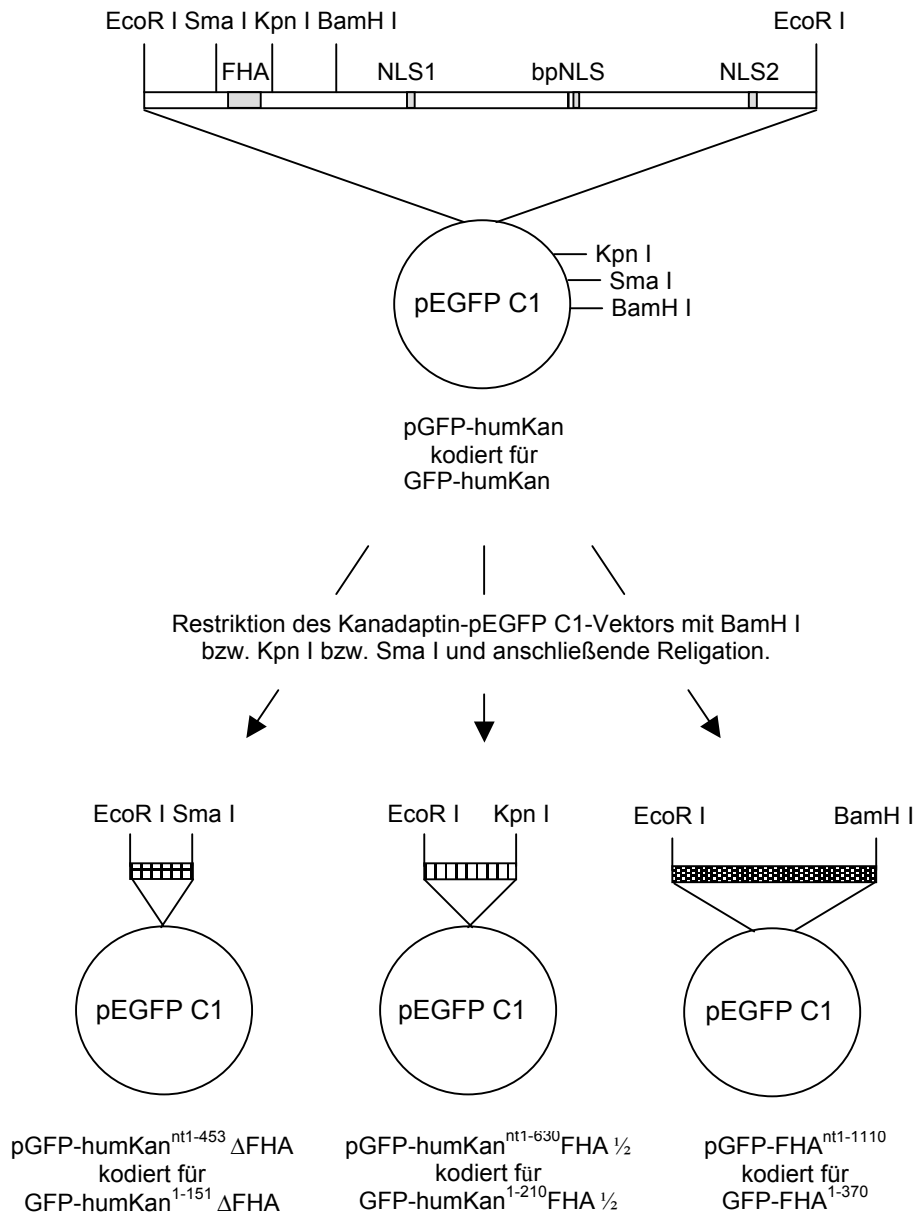 EcoR I Sma I Kpn I BamH I EcoR I
FHA NLS1 bpNLS NLS2
Kpn I
Sma I
pEGFP C1
BamH I
pGFP-humKan
kodiert für
GFP-humKan
Restriktion des Kanadaptin-pEGFP C1-Vektors mit BamH I
bzw. Kpn I bzw. Sma I und anschließende Religation.
EcoR I Sma I
pEGFP C1
pGFP-humKan^nt1-453 ΔFHA
kodiert für
GFP-humKan^1-151 ΔFHA
EcoR I Kpn I
pEGFP C1
pGFP-humKan^nt1-630 FHA ½
kodiert für
GFP-humKan^1-210 FHA ½
EcoR I BamH I
pEGFP C1
pGFP-FHA^nt1-1110
kodiert für
GFP-FHA^1-370